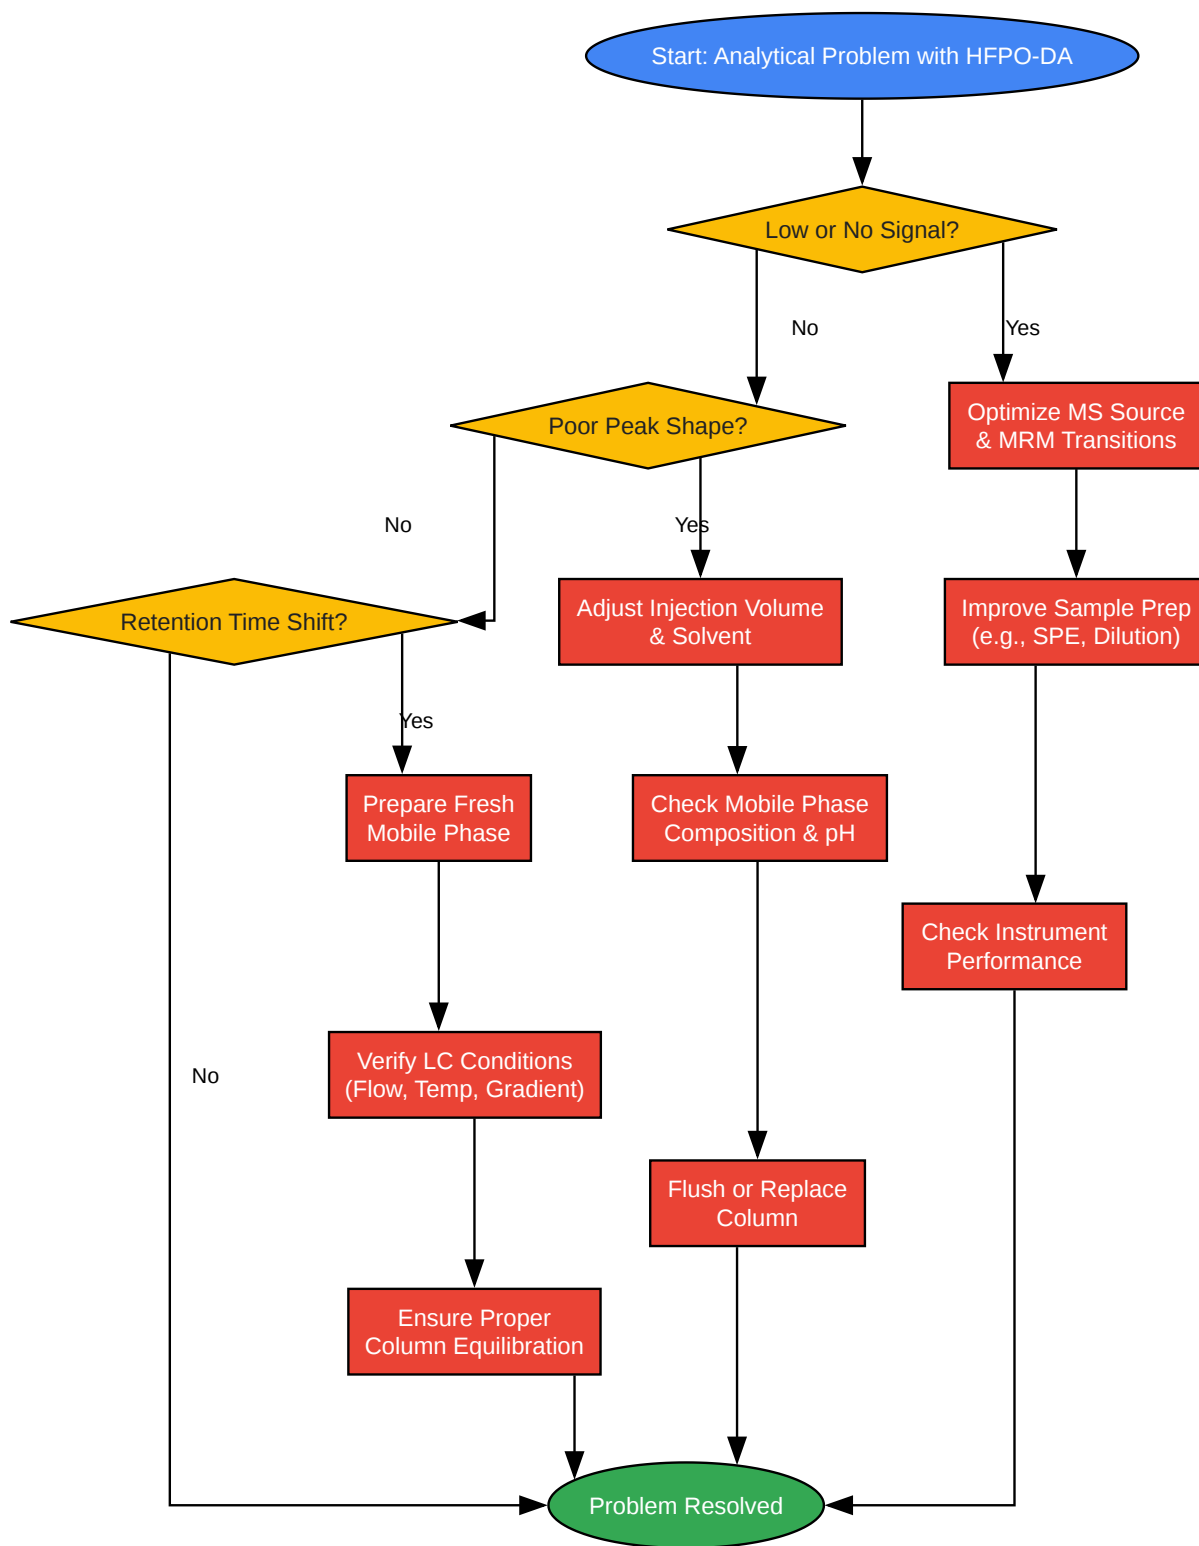 Start: Analytical Problem with HFPO-DA
Low or No Signal?
No
Yes
Poor Peak Shape?
Optimize MS Source
& MRM Transitions
No
Yes
Retention Time Shift?
Adjust Injection Volume
& Solvent
Improve Sample Prep
(e.g., SPE, Dilution)
Yes
Prepare Fresh
Mobile Phase
Check Mobile Phase
Composition & pH
Check Instrument
Performance
No
Verify LC Conditions
(Flow, Temp, Gradient)
Flush or Replace
Column
Ensure Proper
Column Equilibration
Problem Resolved